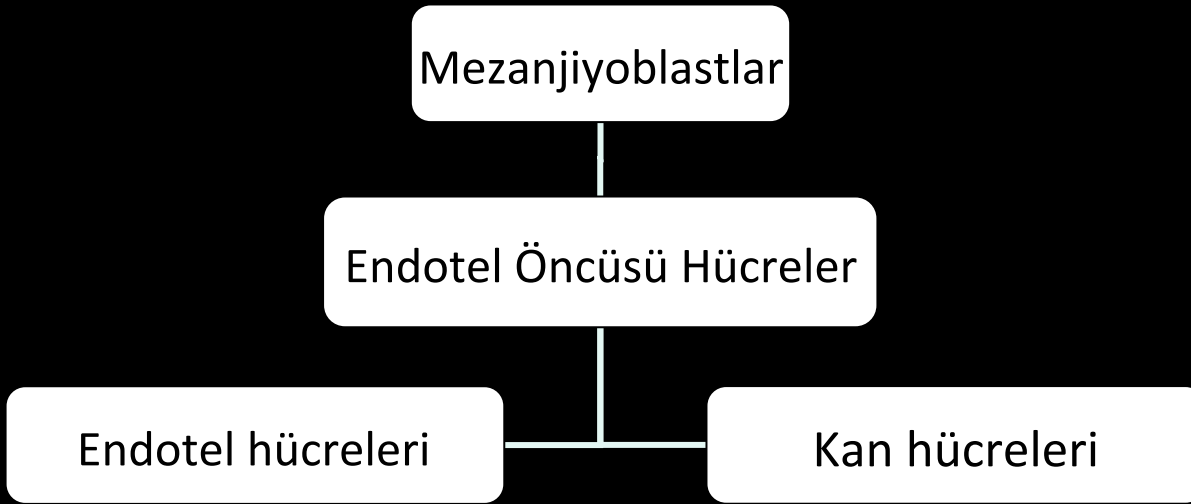 Mezanjiyoblastlar
Endotel Öncüsü Hücreler
Endotel hücreleri
Kan hücreleri